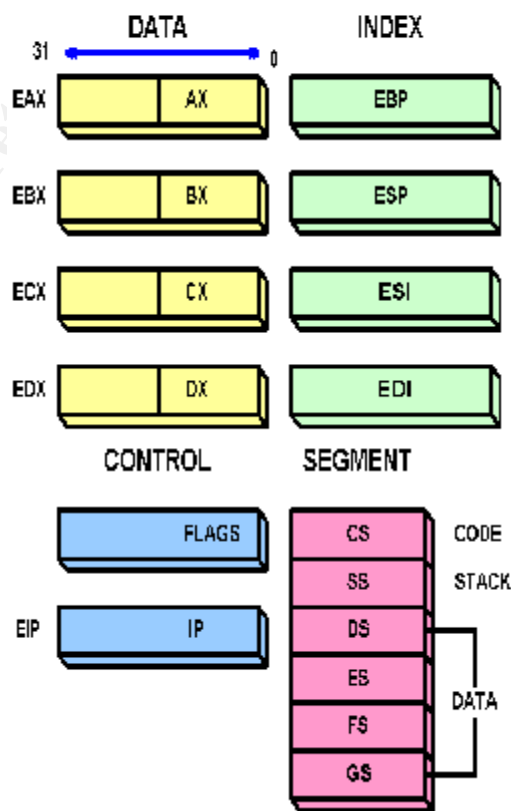 DATA INDEX
31 0
EAX AX EBP
EBX BX ESP
ECX CX ESI
EDX DX EDI
CONTROL SEGMENT
FLAGS CS CODE
SS STACK
EIP IP DS
ES
DATA
FS
GS